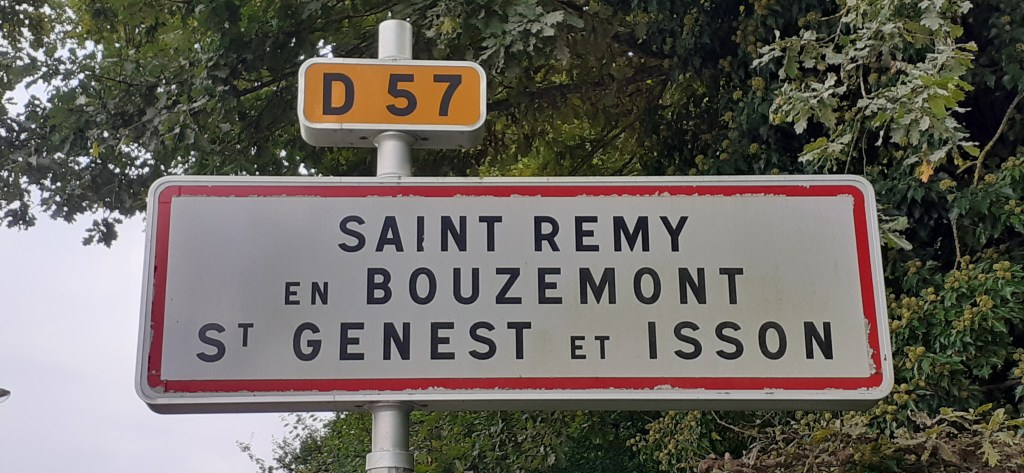 D 57
SAINT REMY
EN BOUZEMONT
ST GENEST ET ISSON